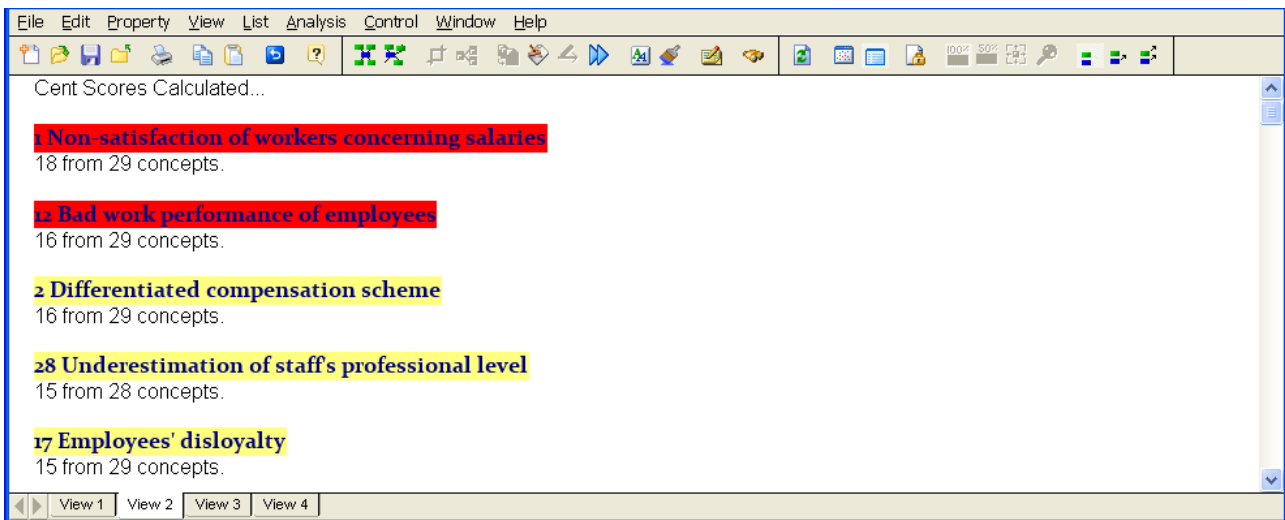 File Edit Property View List Analysis Control Window Help
100% 50%
Cent Scores Calculated...
1 Non-satisfaction of workers concerning salaries
18 from 29 concepts.
12 Bad work performance of employees
16 from 29 concepts.
2 Differentiated compensation scheme
16 from 29 concepts.
28 Underestimation of staff's professional level
15 from 28 concepts.
17 Employees' disloyalty
15 from 29 concepts.
View 1 View 2 View 3 View 4